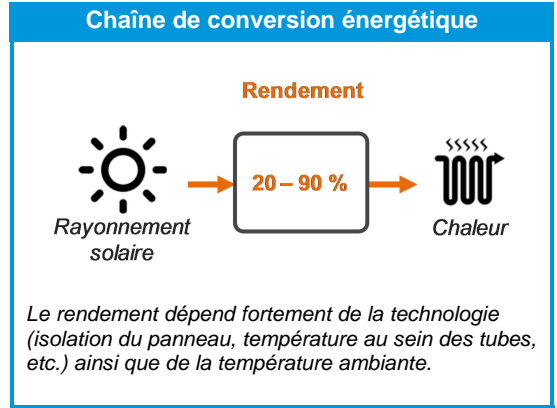 Chaîne de conversion énergétique
Rendement
20 – 90 %
Rayonnement
solaire
Chaleur
Le rendement dépend fortement de la technologie
(isolation du panneau, température au sein des tubes,
etc.) ainsi que de la température ambiante.